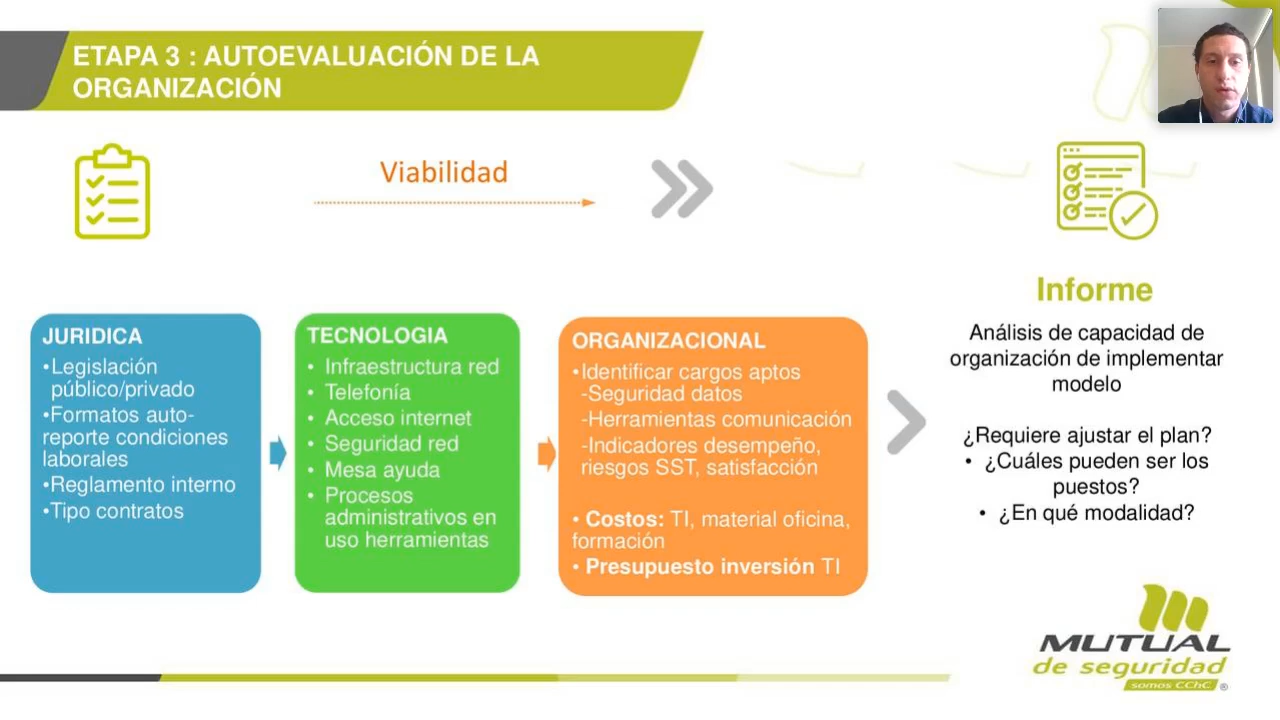 ETAPA 3 : AUTOEVALUACIÓN DE LA
ORGANIZACIÓN
Viabilidad
JURIDICA
•Legislación
público/privado
•Formatos auto-
reporte condiciones
laborales
•Reglamento interno
•Tipo contratos
TECNOLOGIA
• Infraestructura red
• Telefonía
• Acceso internet
• Seguridad red
• Mesa ayuda
• Procesos
administrativos en
uso herramientas
ORGANIZACIONAL
•Identificar cargos aptos
-Seguridad datos
-Herramientas comunicación
-Indicadores desempeño,
riesgos SST, satisfacción
• Costos: TI, material oficina,
formación
• Presupuesto inversión TI
Informe
Análisis de capacidad de
organización de implementar
modelo
¿Requiere ajustar el plan?
• ¿Cuáles pueden ser los
puestos?
• ¿En qué modalidad?
MUTUAL
de seguridad
somos CChC ®